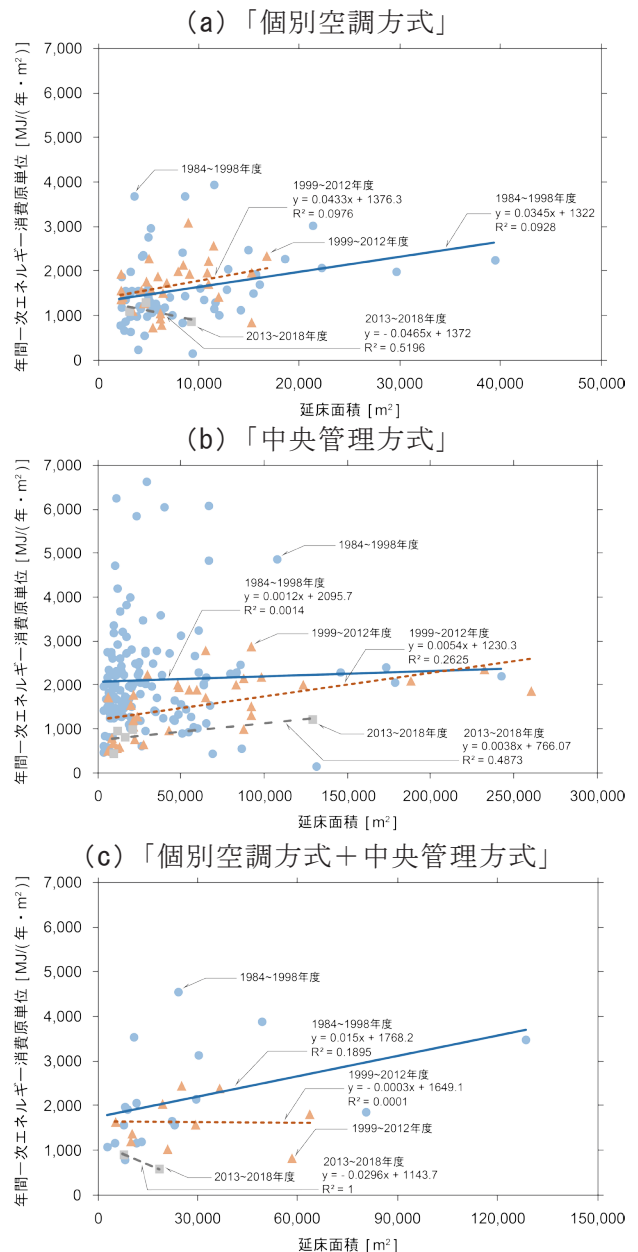 (a)「個別空調方式」
年間一次エネルギー消費原単位 [MJ/(年・m²)]
7,000
6,000
5,000
4,000
3,000
2,000
1,000
0
1984~1998年度
1999~2012年度
y = 0.0433x + 1376.3
R² = 0.0976
1984~1998年度
y = 0.0345x + 1322
R² = 0.0928
1999~2012年度
2013~2018年度
2013~2018年度
y = - 0.0465x + 1372
R² = 0.5196
0
10,000
20,000
30,000
40,000
50,000
延床面積 [m²]
(b)「中央管理方式」
年間一次エネルギー消費原単位 [MJ/(年・m²)]
7,000
6,000
5,000
4,000
3,000
2,000
1,000
0
1984~1998年度
1984~1998年度
y = 0.0012x + 2095.7
R² = 0.0014
1999~2012年度
1999~2012年度
y = 0.0054x + 1230.3
R² = 0.2625
2013~2018年度
2013~2018年度
y = 0.0038x + 766.07
R² = 0.4873
0
50,000
100,000
150,000
200,000
250,000
300,000
延床面積 [m²]
(c)「個別空調方式＋中央管理方式」
年間一次エネルギー消費原単位 [MJ/(年・m²)]
7,000
6,000
5,000
4,000
3,000
2,000
1,000
0
1984~1998年度
1984~1998年度
y = 0.015x + 1768.2
R² = 0.1895
1999~2012年度
y = - 0.0003x + 1649.1
R² = 0.0001
1999~2012年度
2013~2018年度
2013~2018年度
y = - 0.0296x + 1143.7
R² = 1
0
30,000
60,000
90,000
120,000
150,000
延床面積 [m²]